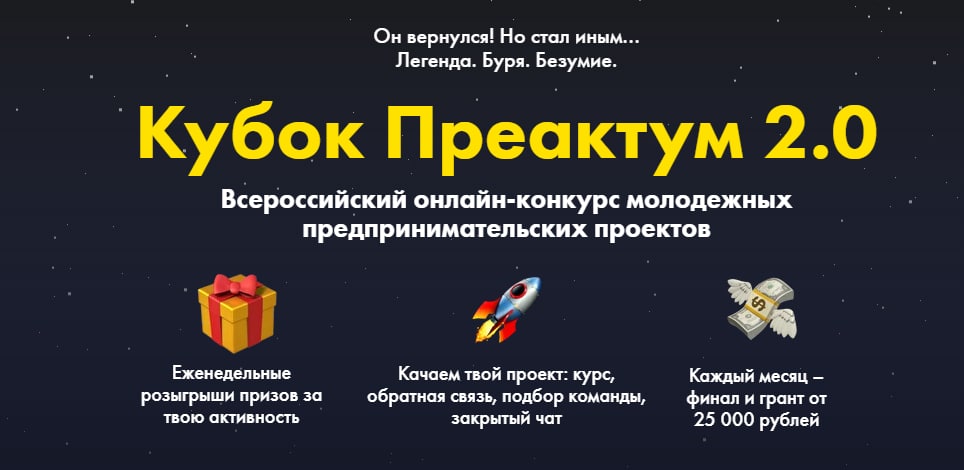 Он вернулся! Но стал иным...
Легенда. Буря. Безумие.
Кубок Преактум 2.0
Всероссийский онлайн-конкурс молодежных
предпринимательских проектов
Еженедельные
розыгрыши призов за
твою активность
Качаем твой проект: курс,
обратная связь, подбор команды,
закрытый чат
Каждый месяц –
финал и грант от
25 000 рублей